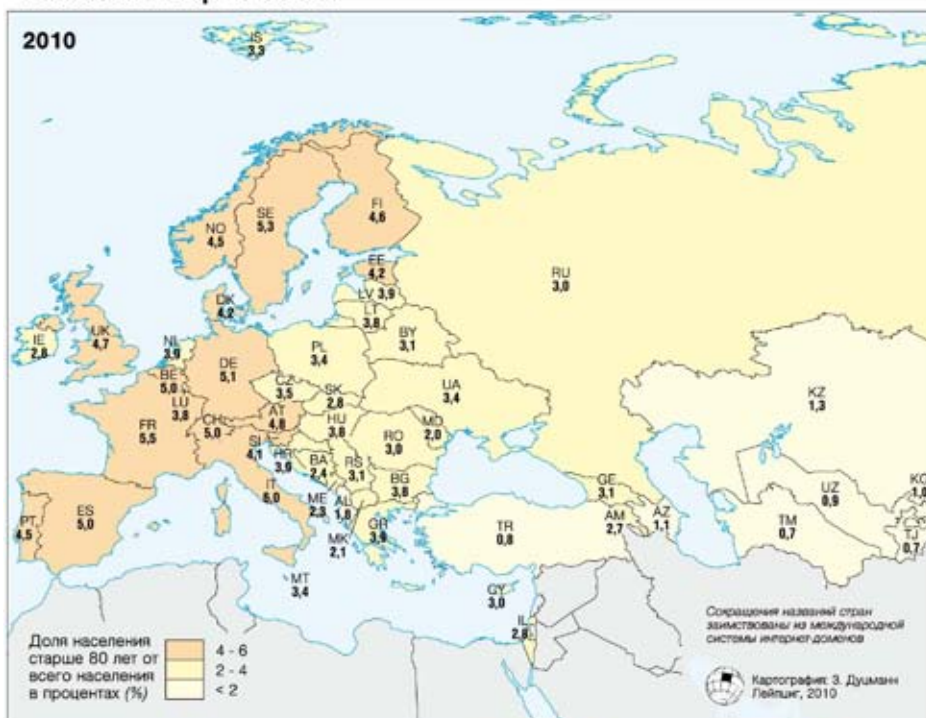 2010
IS
3,3
NO
4,5
SE
5,3
FI
4,6
EE
4,2
LV 3,9
LT
3,8
RU
3,0
DK
4,2
IE
2,8
UK
4,7
NL
3,9
BE
5,0
LU
3,8
DE
5,1
PL
3,4
BY
3,1
CZ
3,5
SK
2,8
UA
3,4
KZ
1,3
FR
5,5
CH
5,0
AT
4,8
HU
3,8
MD
2,0
RO
3,0
SI
4,1
HR
BA
2,4
RS
3,1
BG
3,8
GE
3,1
AZ
1,1
AM
2,7
UZ
0,9
KG
1,0
TM
0,7
TJ
0,7
PT
4,5
ES
5,0
IT
5,0
ME
2,3
AL
1,8
MK
2,1
GR
3,9
TR
0,8
MT
3,4
CY
3,0
IL
2,8
Доля населения
старше 80 лет от
всего населения
в процентах (%)
4 - 6
2 - 4
< 2
Сокращения названий стран
заимствованы из международной
системы интернет-доменов
Картография: З. Дуцманн
Лейпциг, 2010